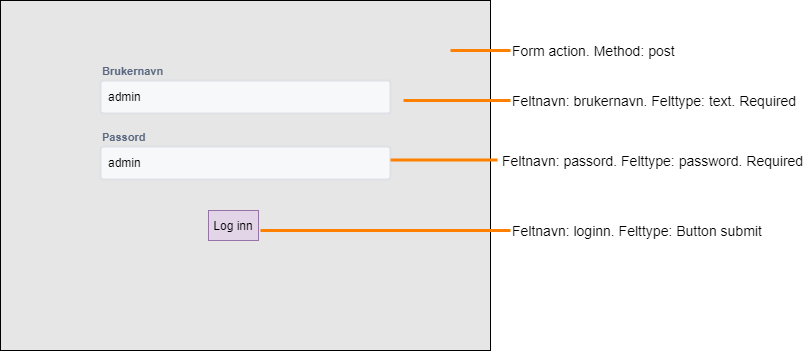 Form action. Method: post
Brukernavn
admin
Feltnavn: brukernavn. Felttype: text. Required
Passord
admin
Feltnavn: passord. Felttype: password. Required
Log inn
Feltnavn: loginn. Felttype: Button submit